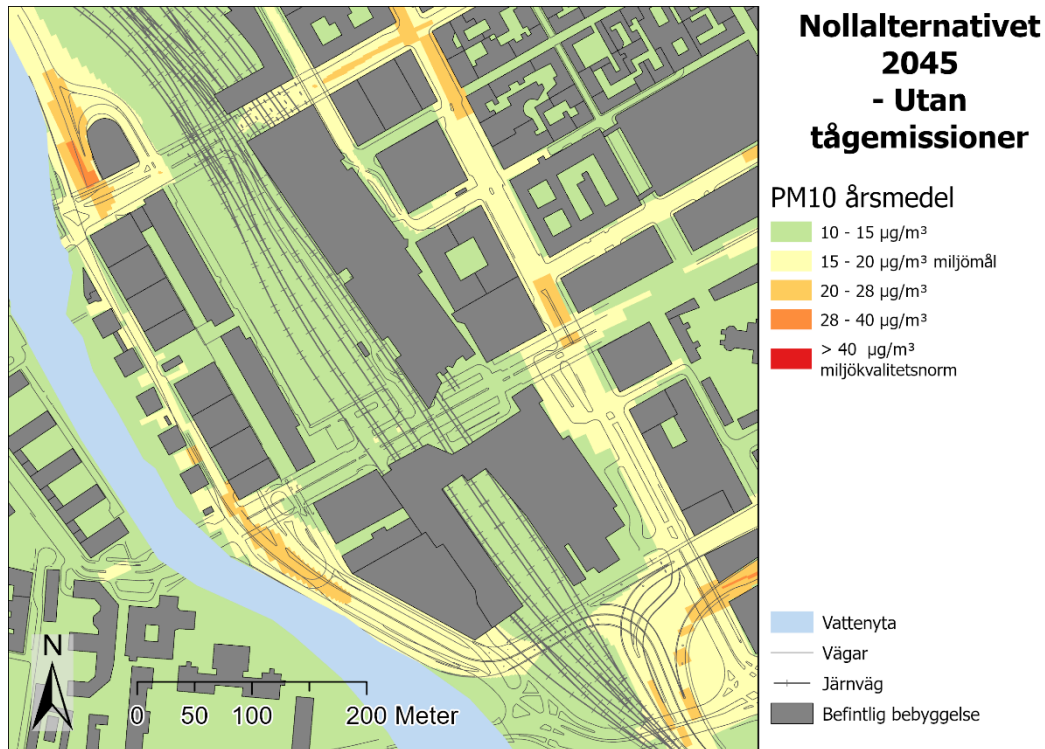 Nollalternativet
2045
- Utan
tågemissioner
PM10 årsmedel
10 - 15 µg/m³
15 - 20 µg/m³ miljömål
20 - 28 µg/m³
28 - 40 µg/m³
> 40 µg/m³
miljökvalitetsnorm
Vattenyta
Vägar
Järnväg
Befintlig bebyggelse
N
0 50 100 200 Meter